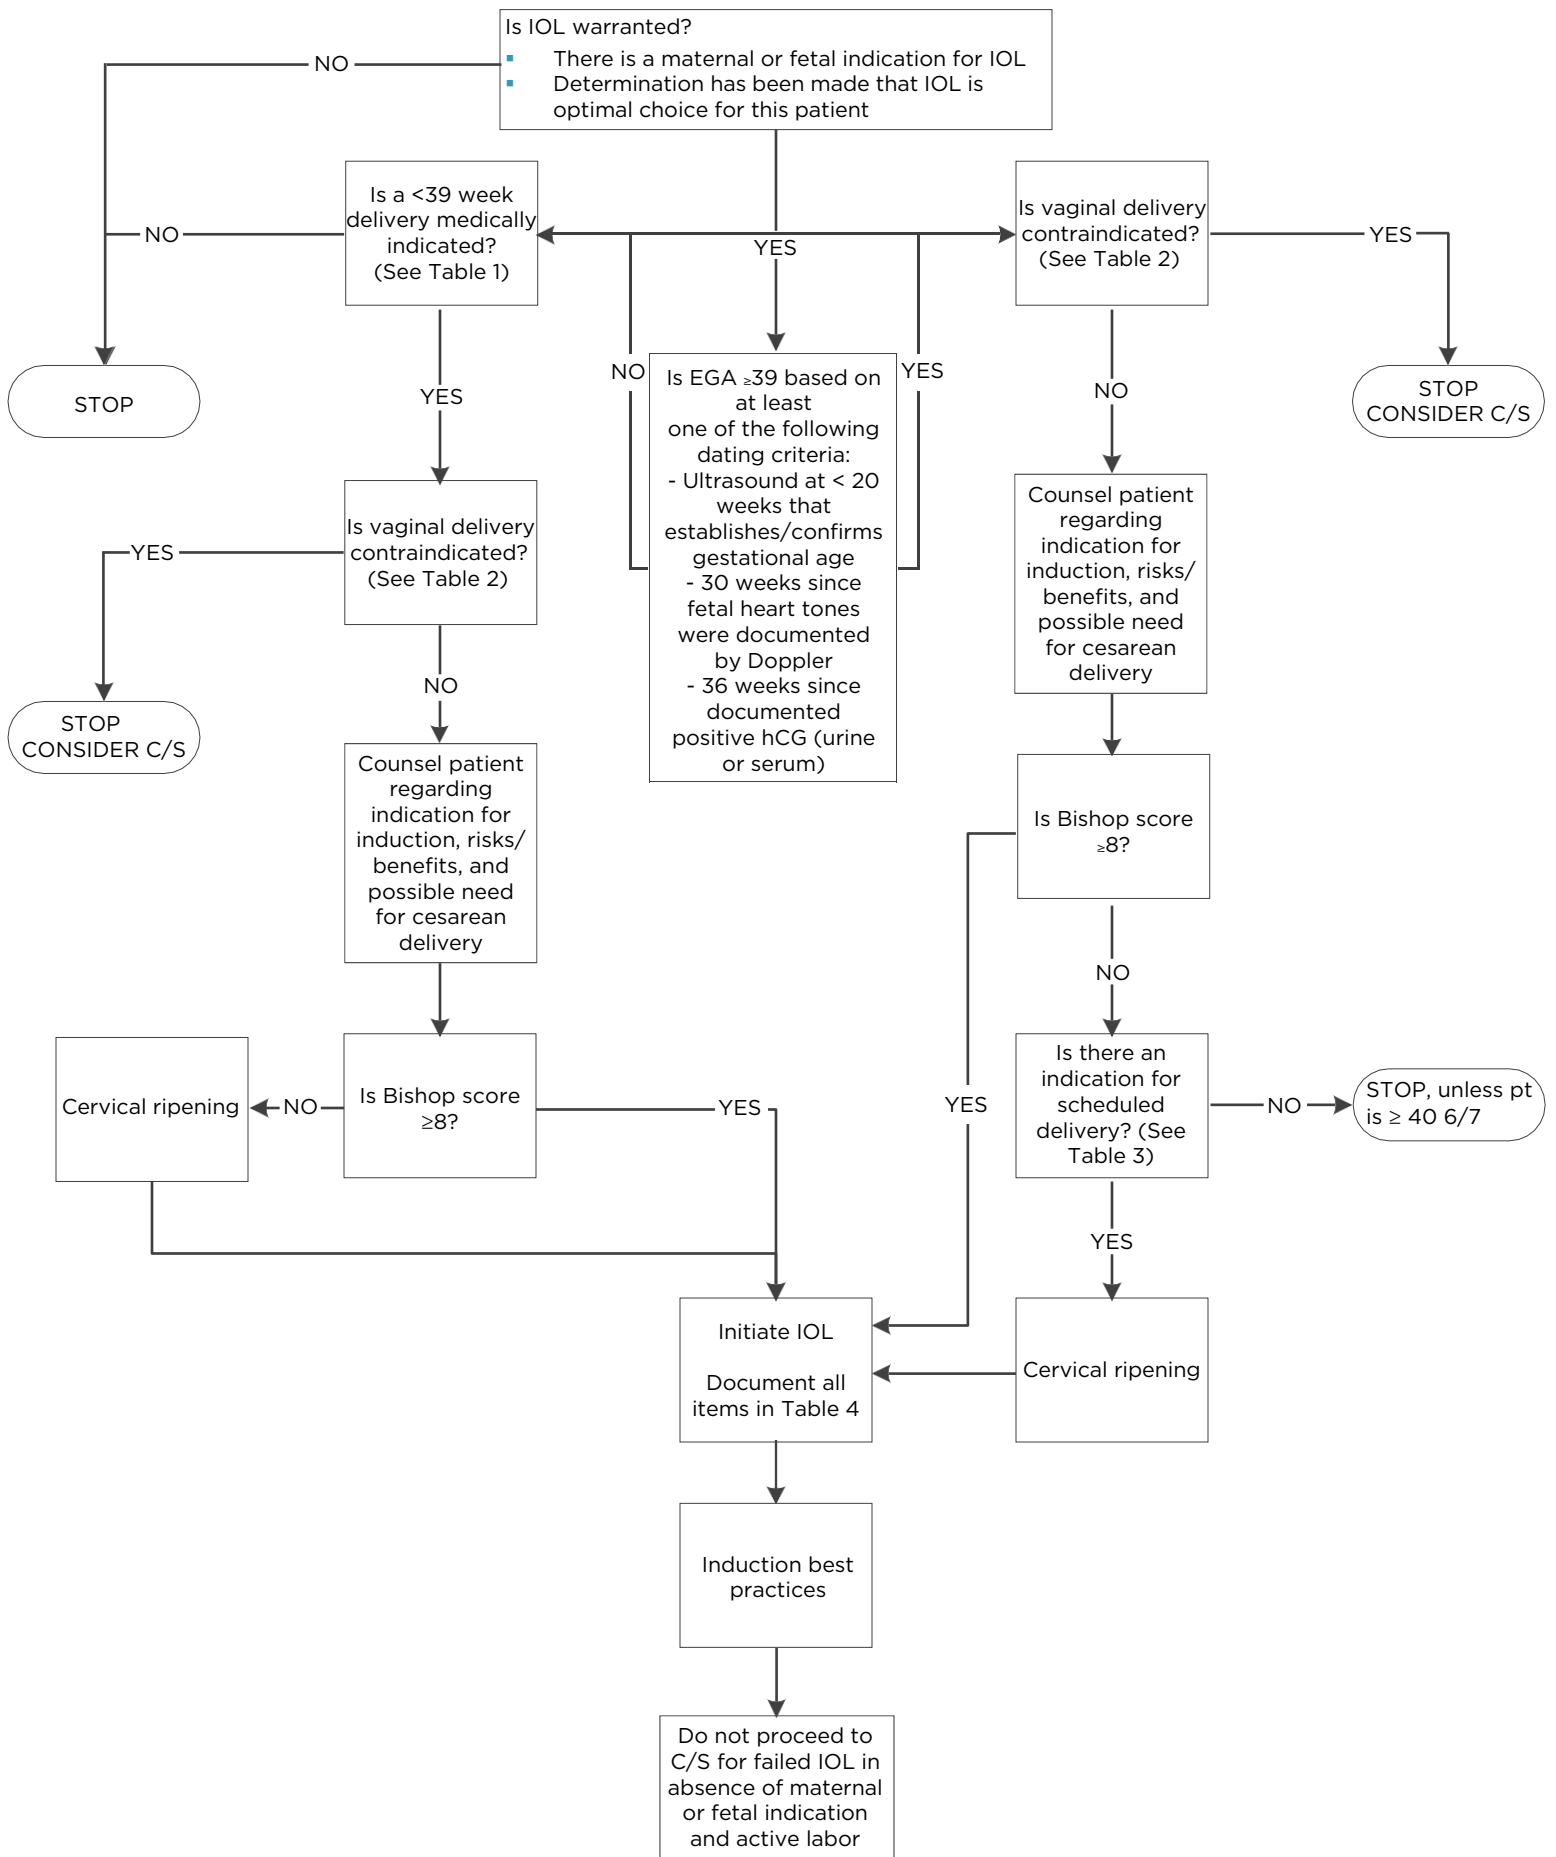 Is IOL warranted?
▪ There is a maternal or fetal indication for IOL
▪ Determination has been made that IOL is
optimal choice for this patient
NO
Is a <39 week
delivery medically
indicated?
(See Table 1)
NO
YES
Is vaginal delivery
contraindicated?
(See Table 2)
YES
STOP
YES
NO
Is EGA ≥39 based on
at least
one of the following
dating criteria:
- Ultrasound at < 20
weeks that
establishes/confirms
gestational age
- 30 weeks since
fetal heart tones
were documented
by Doppler
- 36 weeks since
documented
positive hCG (urine
or serum)
YES
NO
STOP
CONSIDER C/S
Is vaginal delivery
contraindicated?
(See Table 2)
YES
NO
STOP
CONSIDER C/S
Counsel patient
regarding
indication for
induction, risks/
benefits, and
possible need
for cesarean
delivery
Counsel patient
regarding
indication for
induction, risks/
benefits, and
possible need
for cesarean
delivery
Is Bishop score
≥8?
NO
Cervical ripening
NO
Is Bishop score
≥8?
YES
YES
Is there an
indication for
scheduled
delivery? (See
Table 3)
NO
STOP, unless pt
is ≥ 40 6/7
YES
Initiate IOL
Document all
items in Table 4
Cervical ripening
Induction best
practices
Do not proceed to
C/S for failed IOL in
absence of maternal
or fetal indication
and active labor